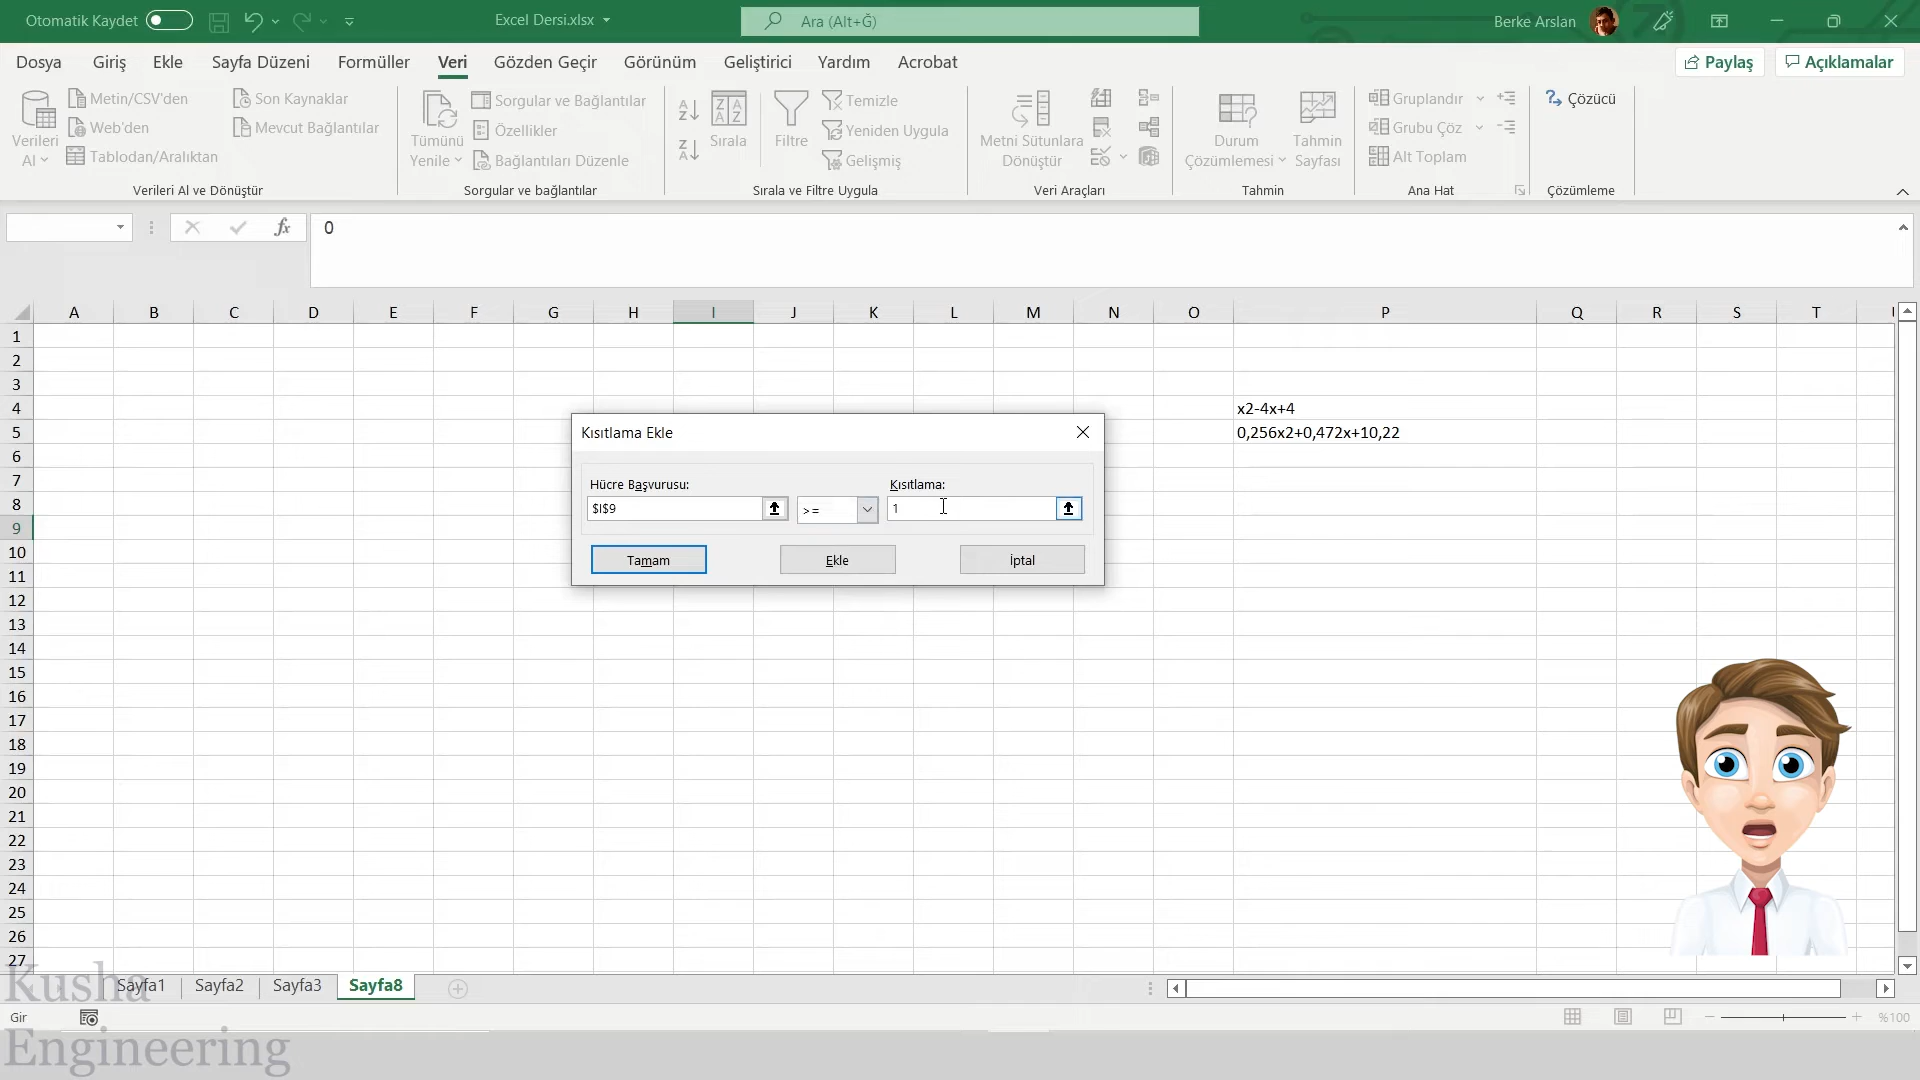 Otomatik Kaydet
Excel Dersi.xlsx
Ara (Alt+Ğ)
Berke Arslan
Dosya Giriş Ekle Sayfa Düzeni Formüller Veri Gözden Geçir Görünüm Geliştirici Yardım Acrobat
Paylaş Açıklamalar
Verileri Al
Metin/CSV'den
Web'den
Tablodan/Aralıktan
Son Kaynaklar
Mevcut Bağlantılar
Verileri Al ve Dönüştür
Tümünü Yenile
Sorgular ve Bağlantılar
Özellikler
Bağlantıları Düzenle
Sorgular ve bağlantılar
Sırala
Filtre
Temizle
Yeniden Uygula
Gelişmiş
Sırala ve Filtre Uygula
Metni Sütunlara Dönüştür
Veri Araçları
Durum Çözümlemesi
Tahmin Sayfası
Tahmin
Gruplandır
Grubu Çöz
Alt Toplam
Ana Hat
Çözücü
Çözümleme
fx
0
A B C D E F G H I J K L M N O P Q R S T
1
2
3
4
x2-4x+4
5
0,256x2+0,472x+10,22
6
7
8
9
10
11
12
13
14
15
16
17
18
19
20
21
22
23
24
25
26
27
Kısıtlama Ekle
Hücre Başvurusu: Kısıtlama:
$I$9 >= 1
Tamam Ekle İptal
Sayfa1 Sayfa2 Sayfa3 Sayfa8
Gir
%100
Kusha
Engineering